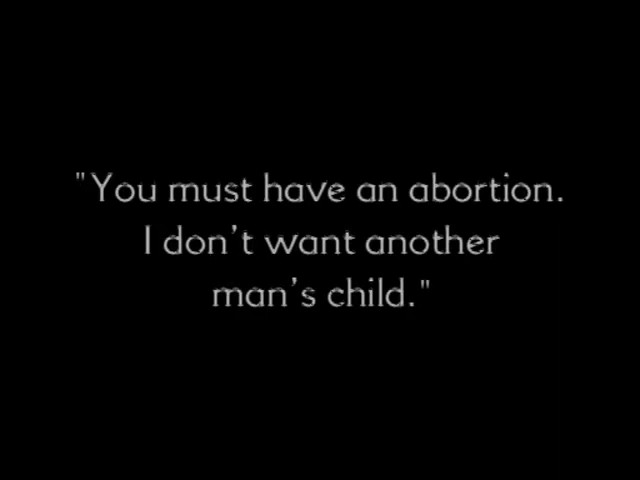 "You must have an abortion.
I don't want another
man's child."